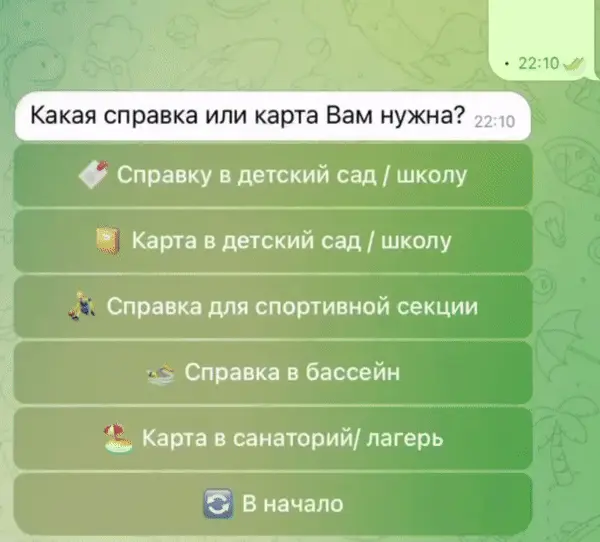 22:10
Какая справка или карта Вам нужна? 22:10
Справку в детский сад / школу
Карта в детский сад / школу
Справка для спортивной секции
Справка в бассейн
Карта в санаторий/ лагерь
В начало